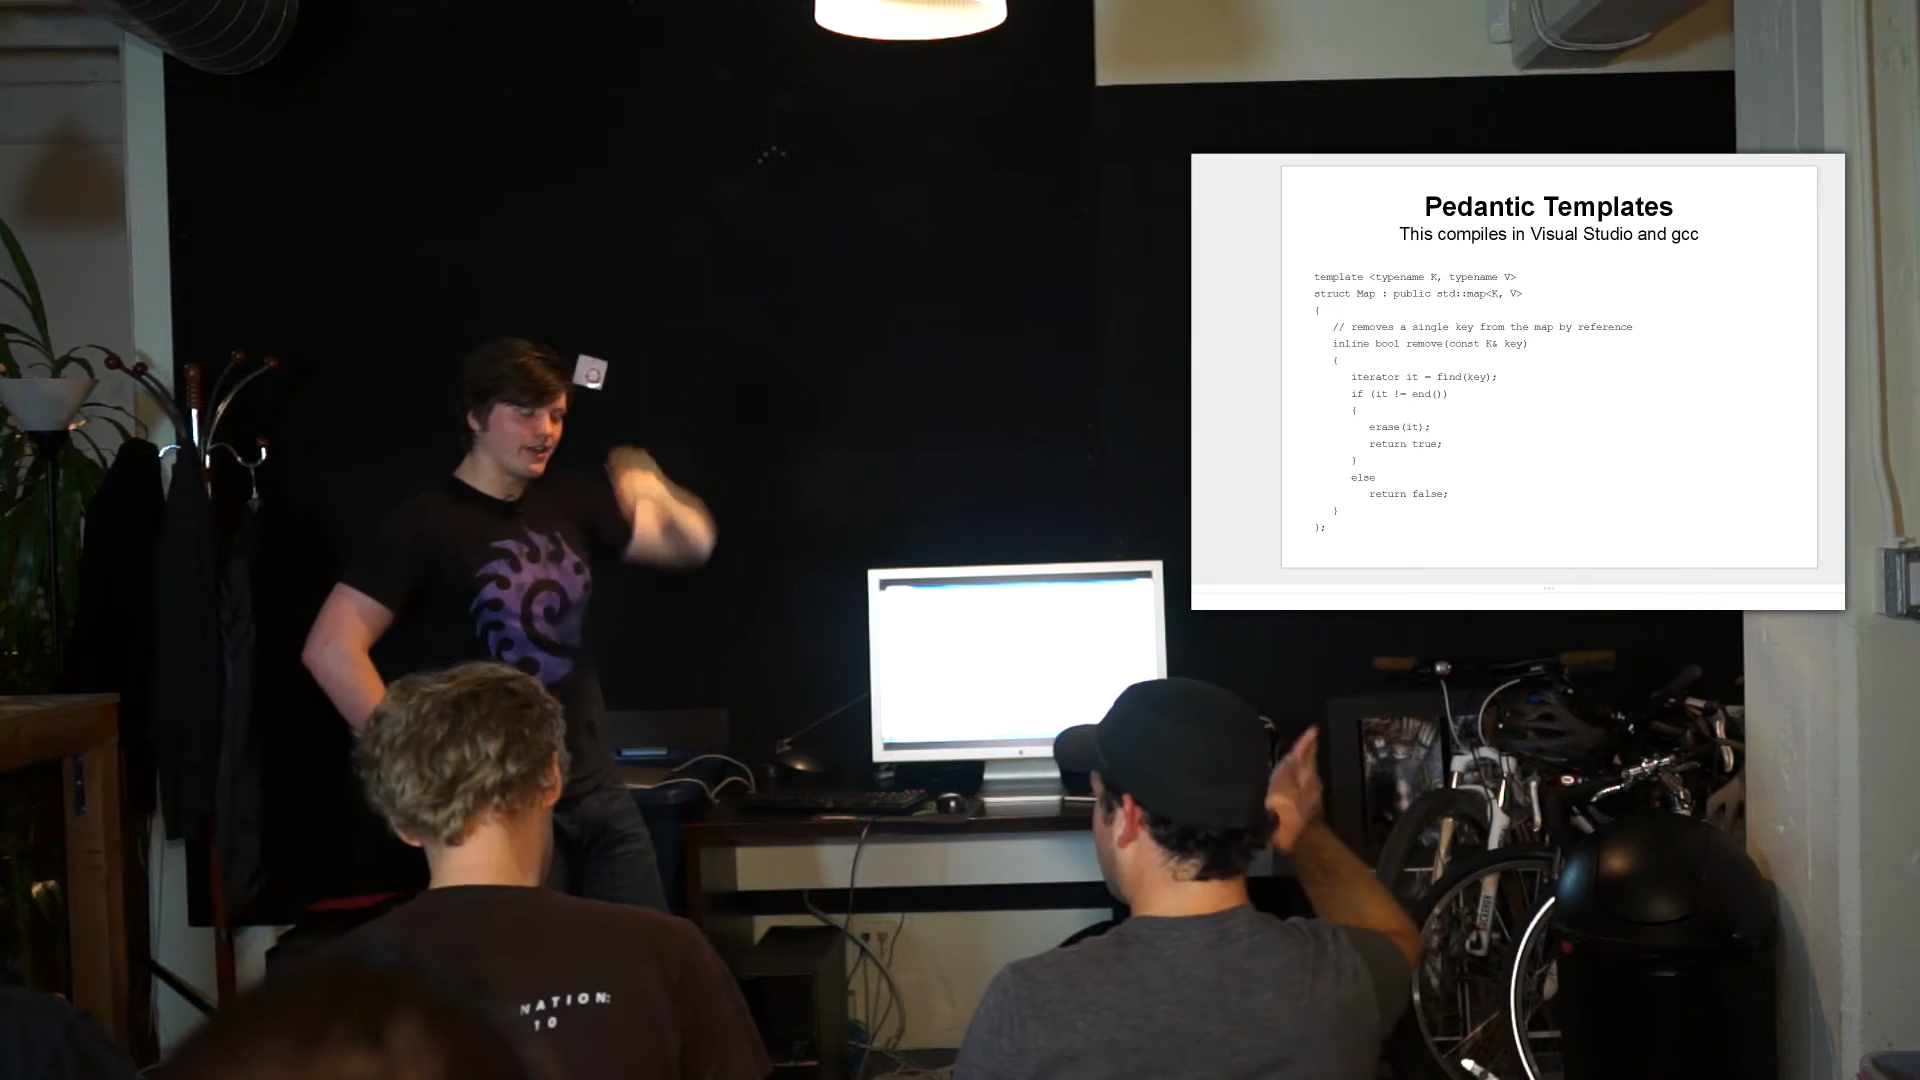 Pedantic Templates
This compiles in Visual Studio and gcc
template <typename K, typename V>
struct Map : public std::map<K, V>
{
// removes a single key from the map by reference
inline bool remove(const K& key)
{
iterator it = find(key);
if (it != end())
{
erase(it);
return true;
}
else
return false;
}
};
NATION:
10